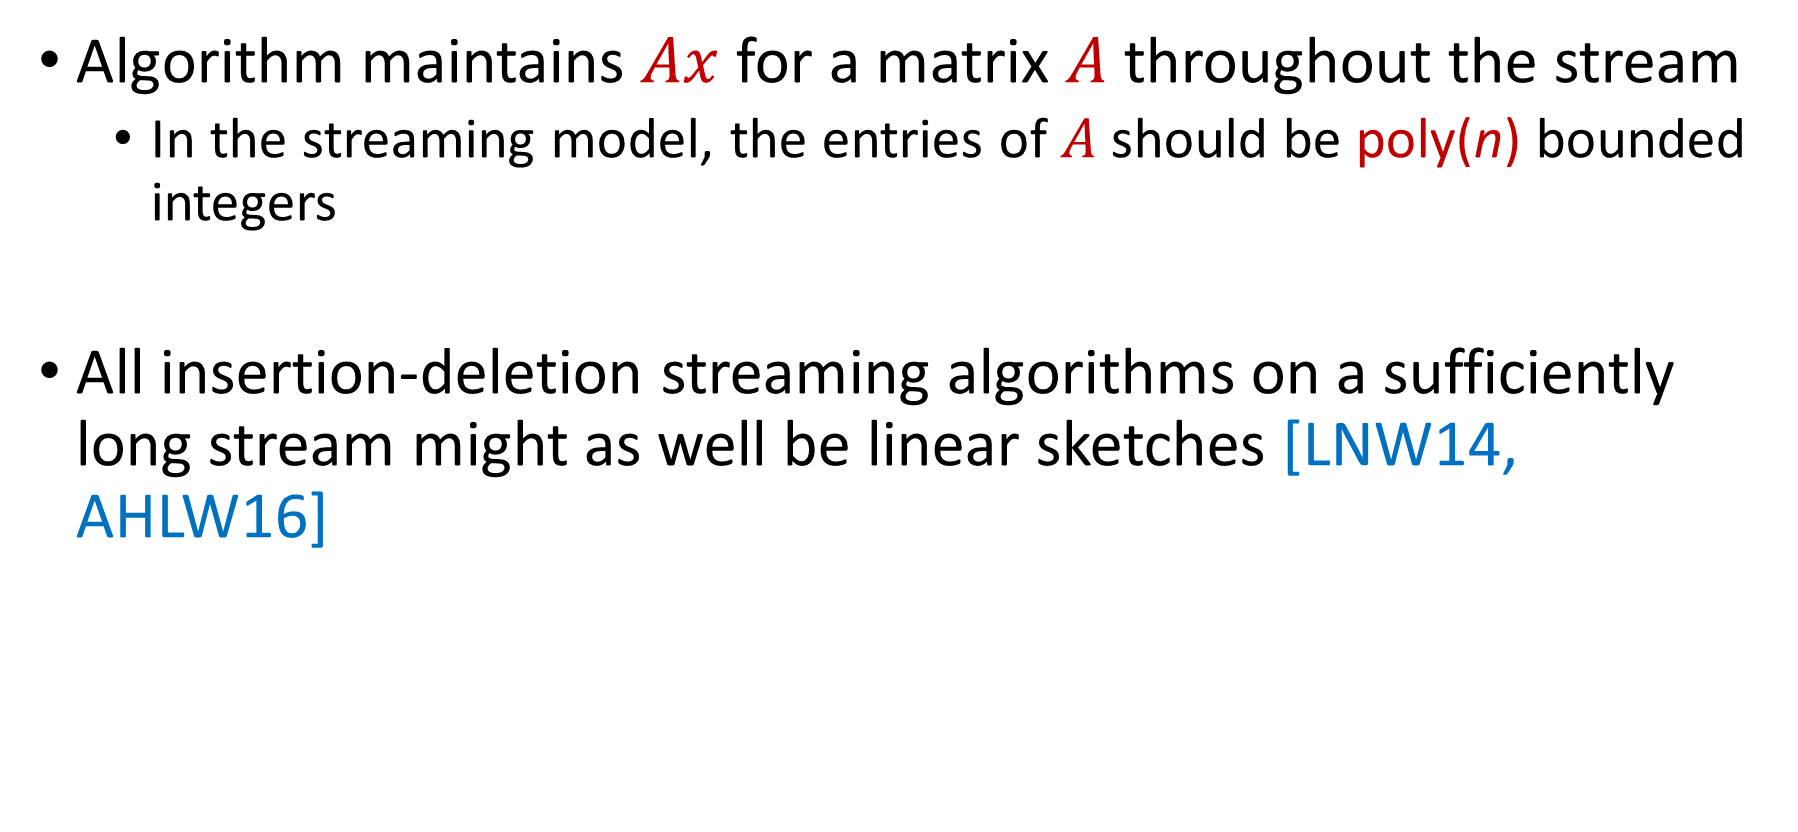 • Algorithm maintains Ax for a matrix A throughout the stream
• In the streaming model, the entries of A should be poly(n) bounded
integers
• All insertion-deletion streaming algorithms on a sufficiently
long stream might as well be linear sketches [LNW14,
AHLW16]